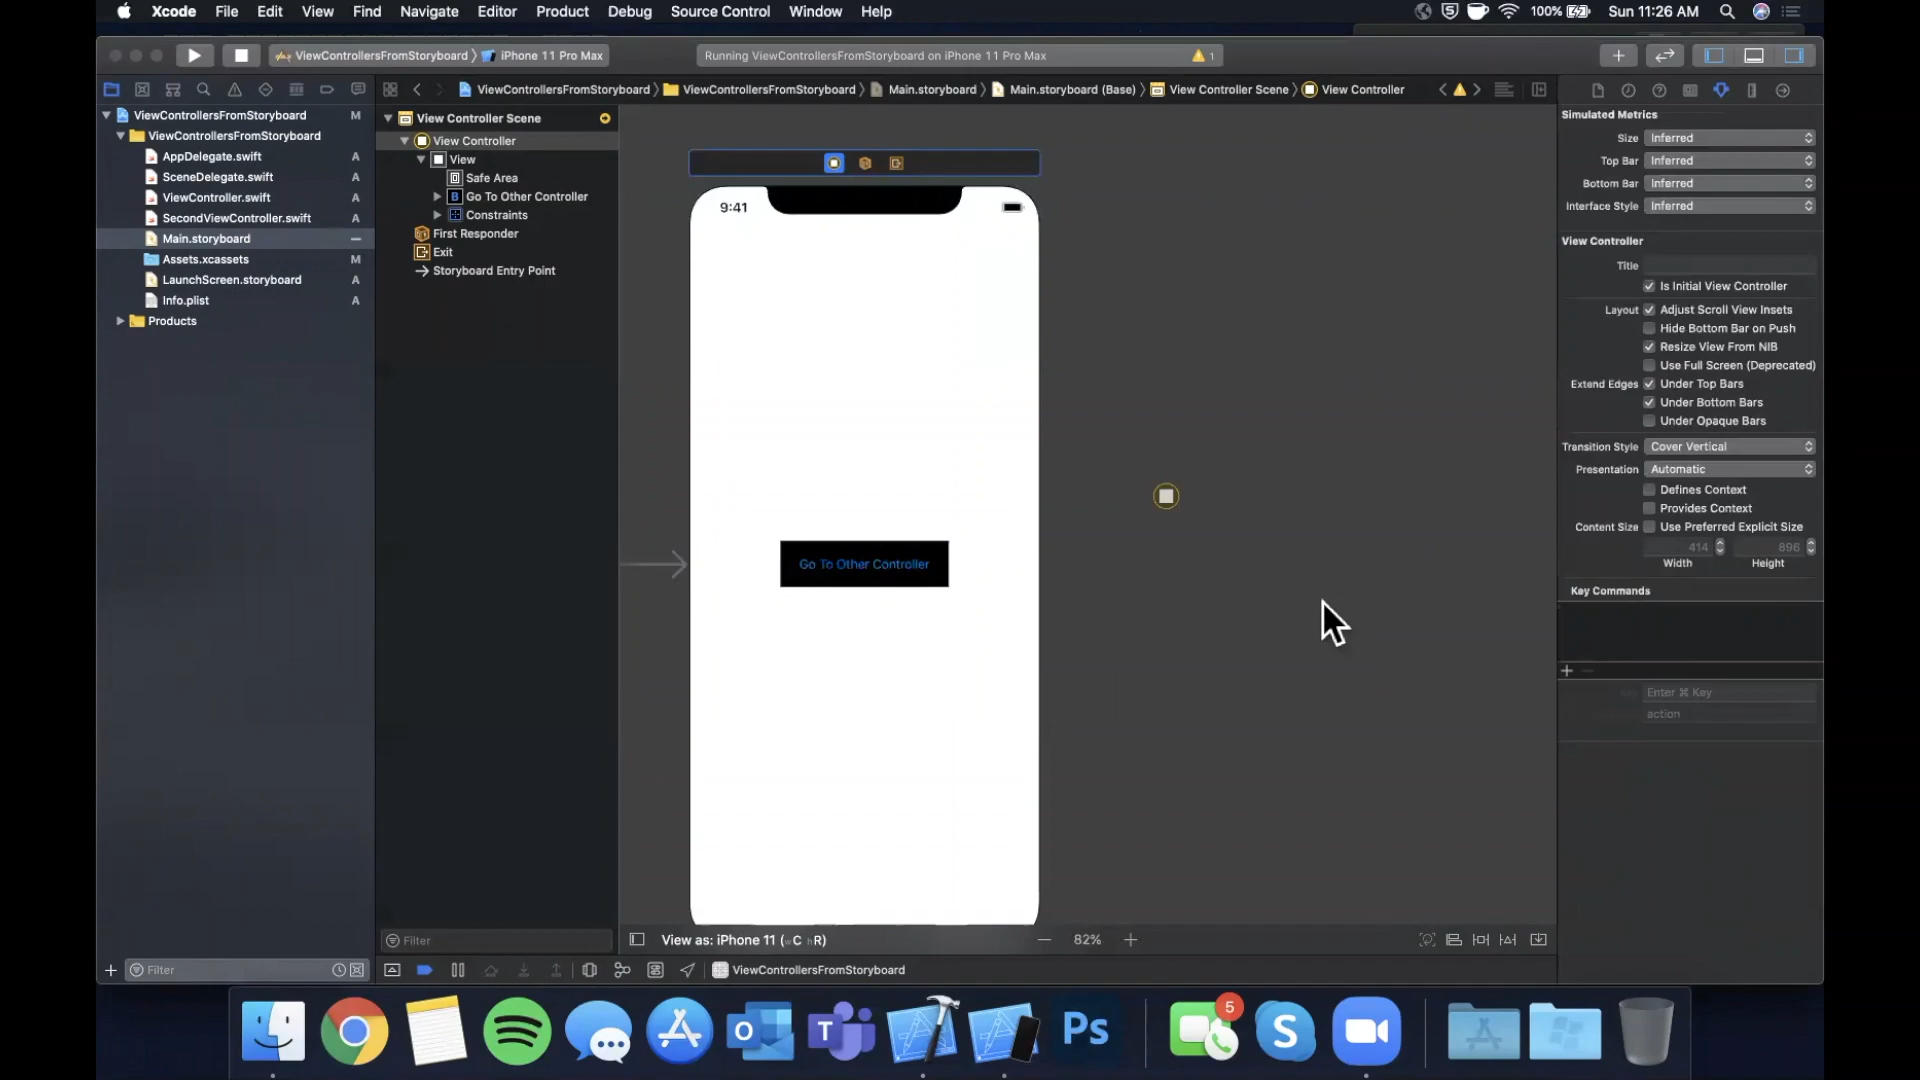 Xcode File Edit View Find Navigate Editor Product Debug Source Control Window Help 100% Sun 11:26 AM
ViewControllersFromStoryboard iPhone 11 Pro Max Running ViewControllersFromStoryboard on iPhone 11 Pro Max 1
ViewControllersFromStoryboard ViewControllersFromStoryboard Main.storyboard Main.storyboard (Base) View Controller Scene View Controller
ViewControllersFromStoryboard M
ViewControllersFromStoryboard
AppDelegate.swift A
SceneDelegate.swift A
ViewController.swift A
SecondViewController.swift A
Main.storyboard
Assets.xcassets M
LaunchScreen.storyboard A
Info.plist A
Products
View Controller Scene
View Controller
View
Safe Area
B Go To Other Controller
Constraints
First Responder
Exit
Storyboard Entry Point
9:41
Go To Other Controller
Simulated Metrics
Size Inferred
Top Bar Inferred
Bottom Bar Inferred
Interface Style Inferred
View Controller
Title
Is Initial View Controller
Layout Adjust Scroll View Insets
Hide Bottom Bar on Push
Resize View From NIB
Use Full Screen (Deprecated)
Extend Edges Under Top Bars
Under Bottom Bars
Under Opaque Bars
Transition Style Cover Vertical
Presentation Automatic
Defines Context
Provides Context
Content Size Use Preferred Explicit Size
414 896
Width Height
Key Commands
Enter ⌘ Key
action
Filter
View as: iPhone 11 (wC hR) 82%
Filter
ViewControllersFromStoryboard
O T Ps 5 S